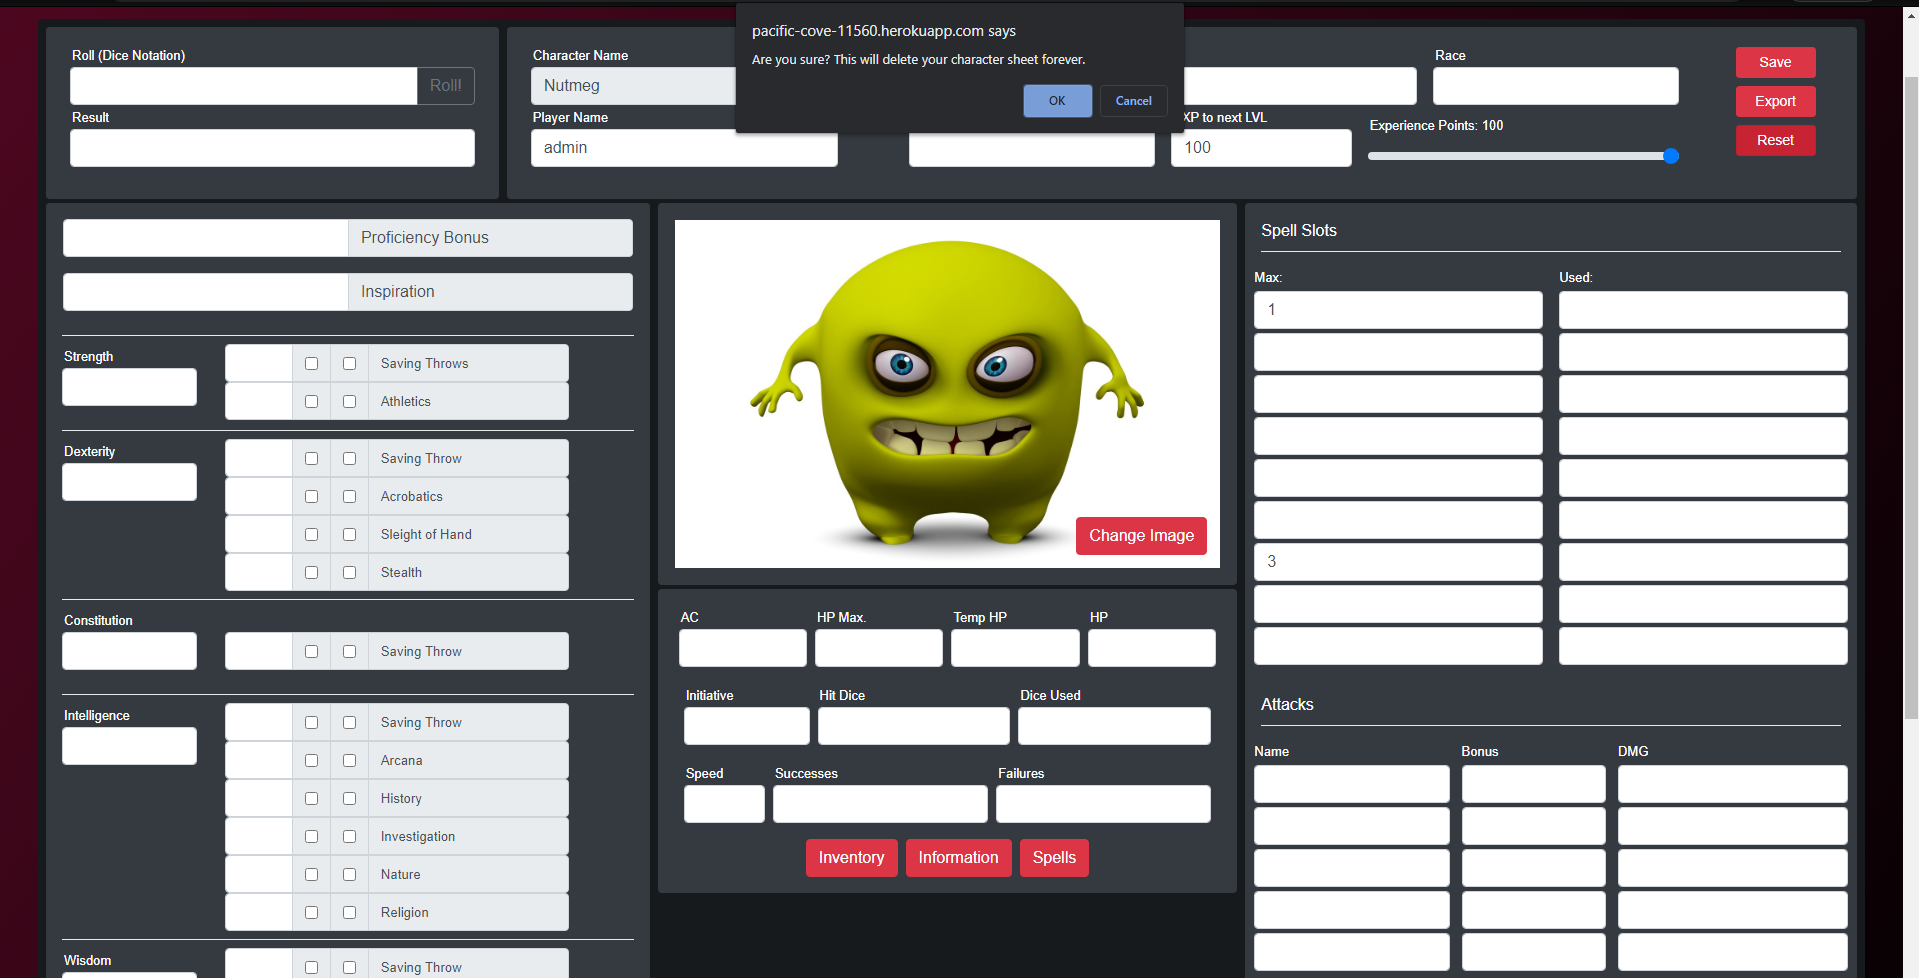 pacific-cove-11560.herokuapp.com says
Are you sure? This will delete your character sheet forever.
OK
Cancel
Roll (Dice Notation)
Roll!
Result
Character Name
Nutmeg
Player Name
admin
XP to next LVL
100
Race
Experience Points: 100
Save
Export
Reset
Proficiency Bonus
Inspiration
Strength
Saving Throws
Athletics
Dexterity
Saving Throw
Acrobatics
Sleight of Hand
Stealth
Constitution
Saving Throw
Intelligence
Saving Throw
Arcana
History
Investigation
Nature
Religion
Wisdom
Saving Throw
Change Image
AC
HP Max.
Temp HP
HP
Initiative
Hit Dice
Dice Used
Speed
Successes
Failures
Inventory
Information
Spells
Spell Slots
Max:
Used:
1
3
Attacks
Name
Bonus
DMG